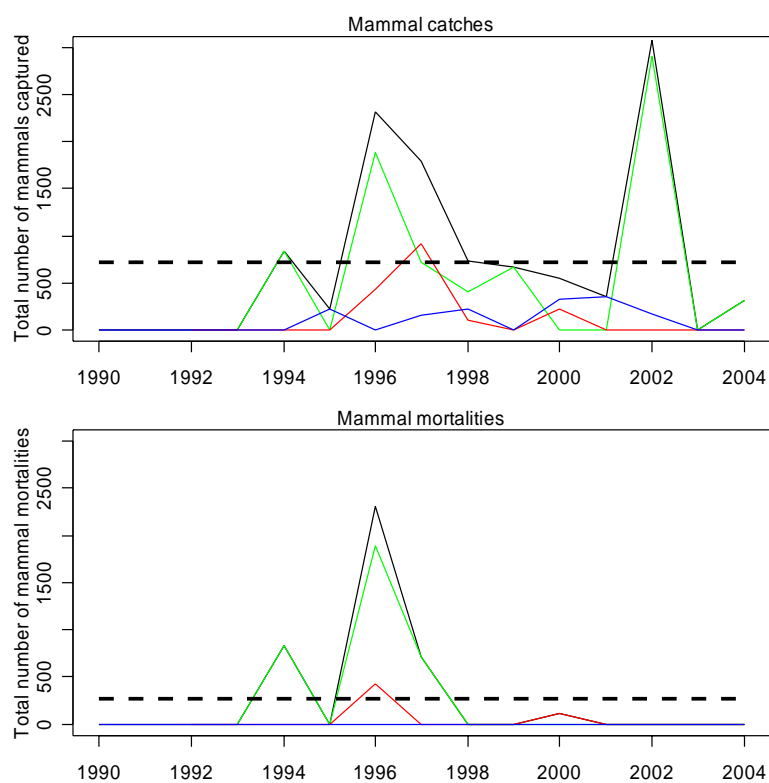 Mammal catches
Total number of mammals captured
2500
1500
500
0
1990 1992 1994 1996 1998 2000 2002 2004
Mammal mortalities
Total number of mammal mortalities
2500
1500
500
0
1990 1992 1994 1996 1998 2000 2002 2004